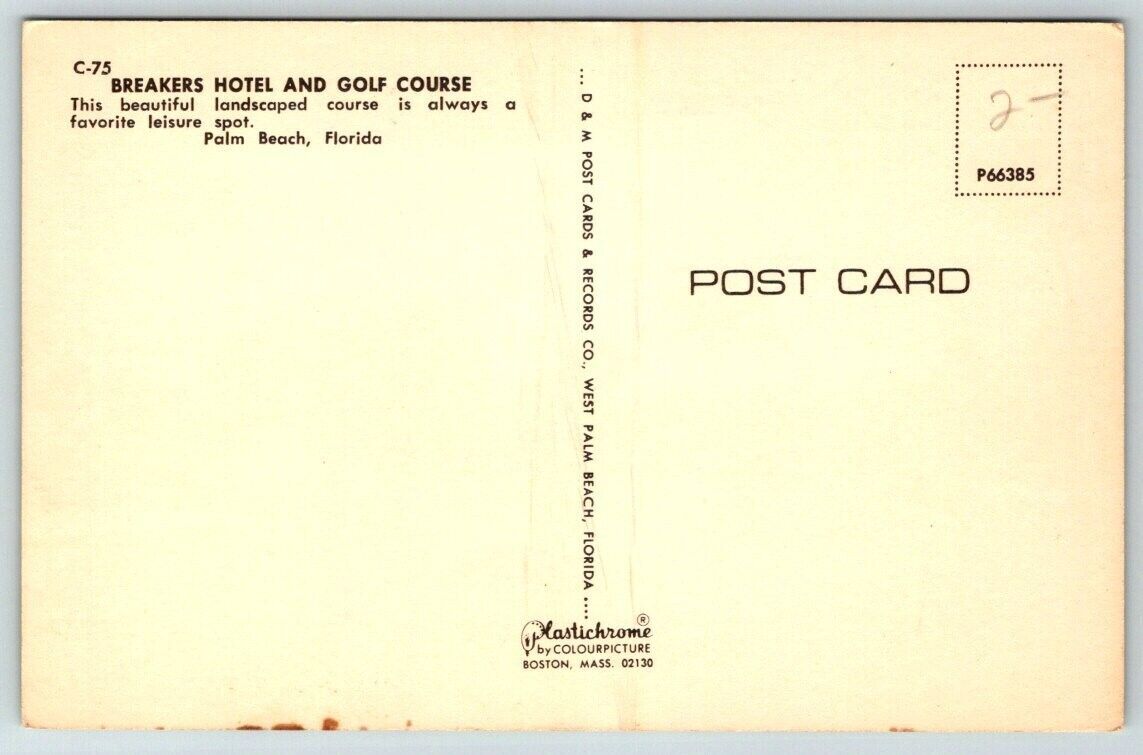 C-75
BREAKERS HOTEL AND GOLF COURSE
This beautiful landscaped course is always a
favorite leisure spot.
Palm Beach, Florida
.... D & M POST CARDS & RECORDS CO., WEST PALM BEACH, FLORIDA ....
2-
P66385
POST CARD
Plastichrome ®
by COLOURPICTURE
BOSTON, MASS. 02130